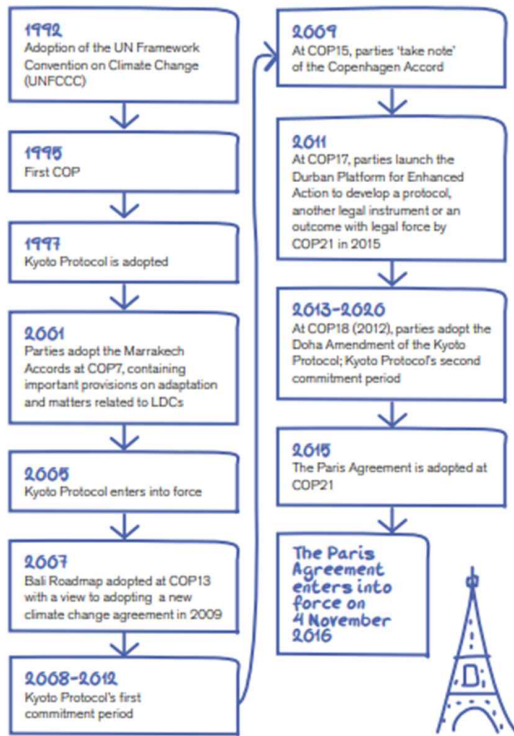 1992
Adoption of the UN Framework
Convention on Climate Change
(UNFCCC)
1995
First COP
1997
Kyoto Protocol is adopted
2001
Parties adopt the Marrakech
Accords at COP7, containing
important provisions on adaptation
and matters related to LDCs
2005
Kyoto Protocol enters into force
2007
Bali Roadmap adopted at COP13
with a view to adopting a new
climate change agreement in 2009
2008-2012
Kyoto Protocol's first
commitment period
2009
At COP15, parties 'take note'
of the Copenhagen Accord
2011
At COP17, parties launch the
Durban Platform for Enhanced
Action to develop a protocol,
another legal instrument or an
outcome with legal force by
COP21 in 2015
2013-2020
At COP18 (2012), parties adopt the
Doha Amendment of the Kyoto
Protocol; Kyoto Protocol's second
commitment period
2015
The Paris Agreement is adopted at
COP21
The Paris
Agreement
enters into
force on
4 November
2016